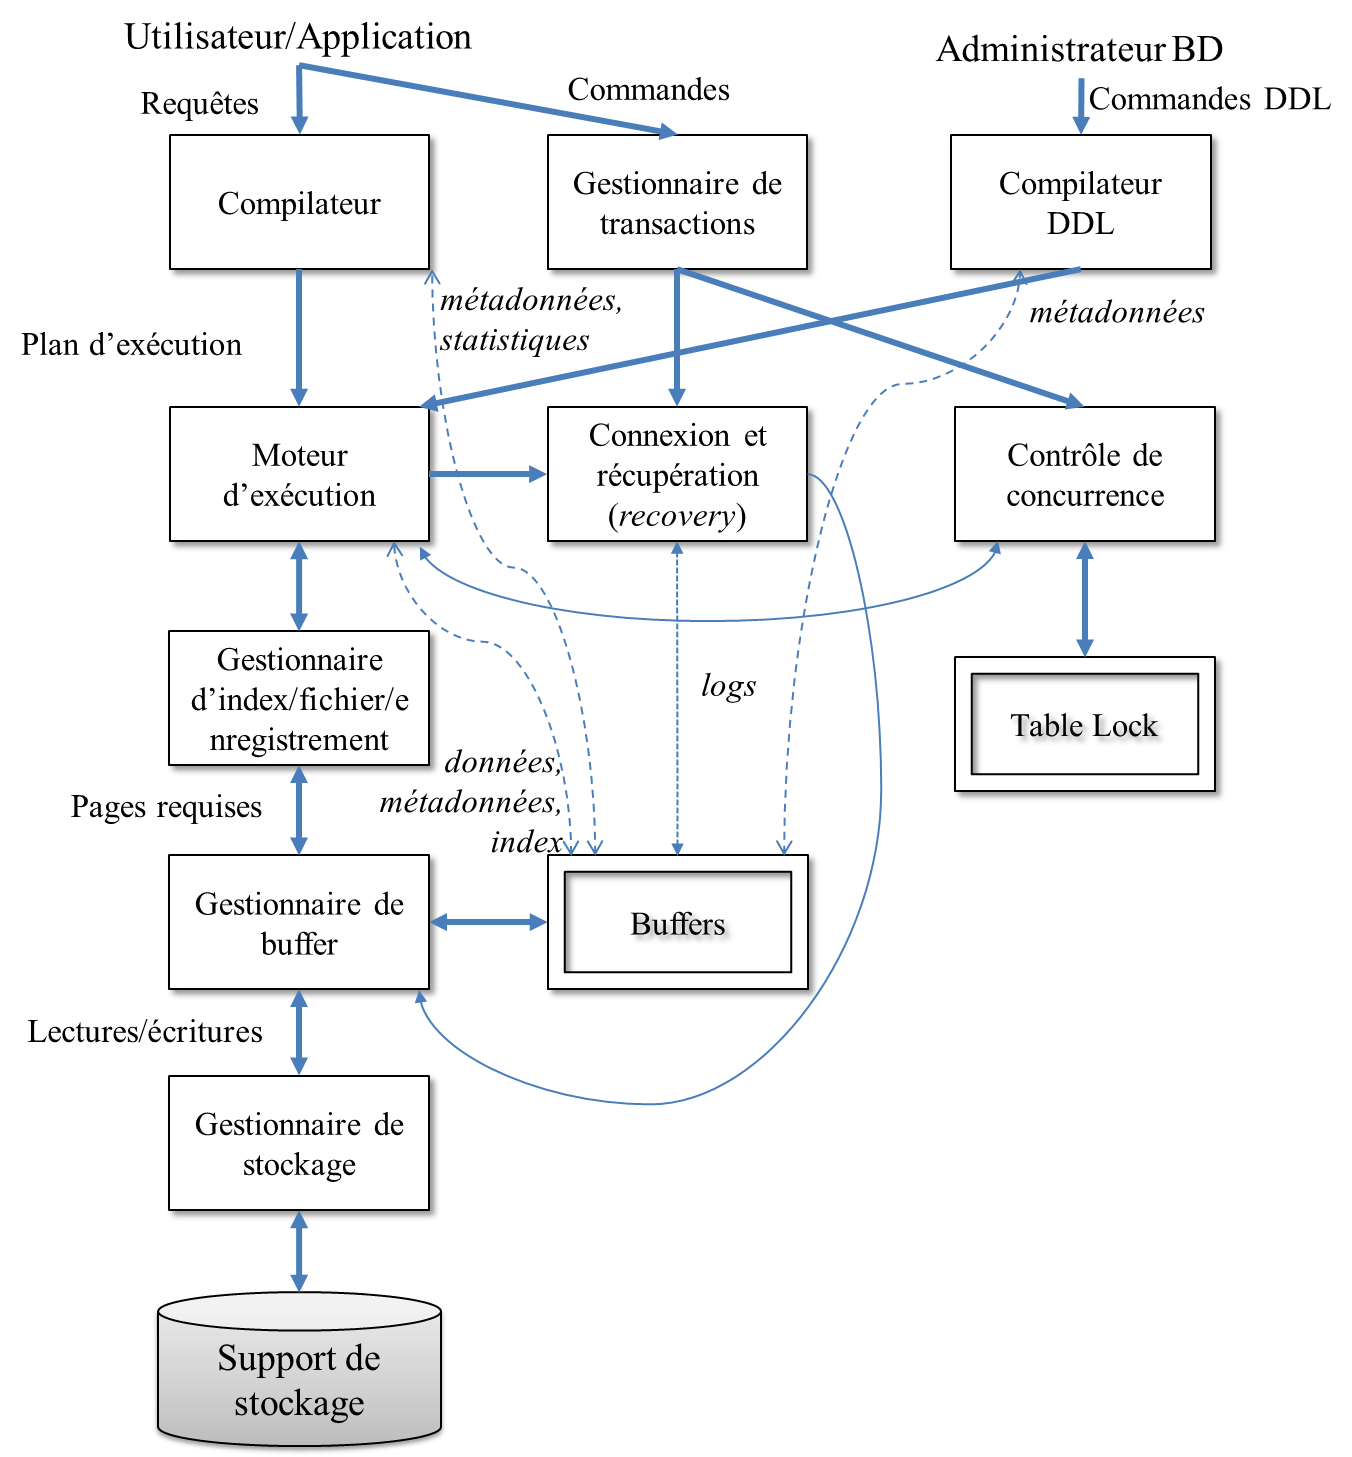 Utilisateur/Application
Administrateur BD
Requêtes
Commandes
Commandes DDL
Compilateur
Gestionnaire de
transactions
Compilateur
DDL
métadonnées,
statistiques
métadonnées
Plan d’exécution
Moteur
d’exécution
Connexion et
récupération
(recovery)
Contrôle de
concurrence
Gestionnaire
d’index/fichier/e
nregistrement
logs
Table Lock
données,
métadonnées,
index
Pages requises
Gestionnaire de
buffer
Buffers
Lectures/écritures
Gestionnaire de
stockage
Support de
stockage